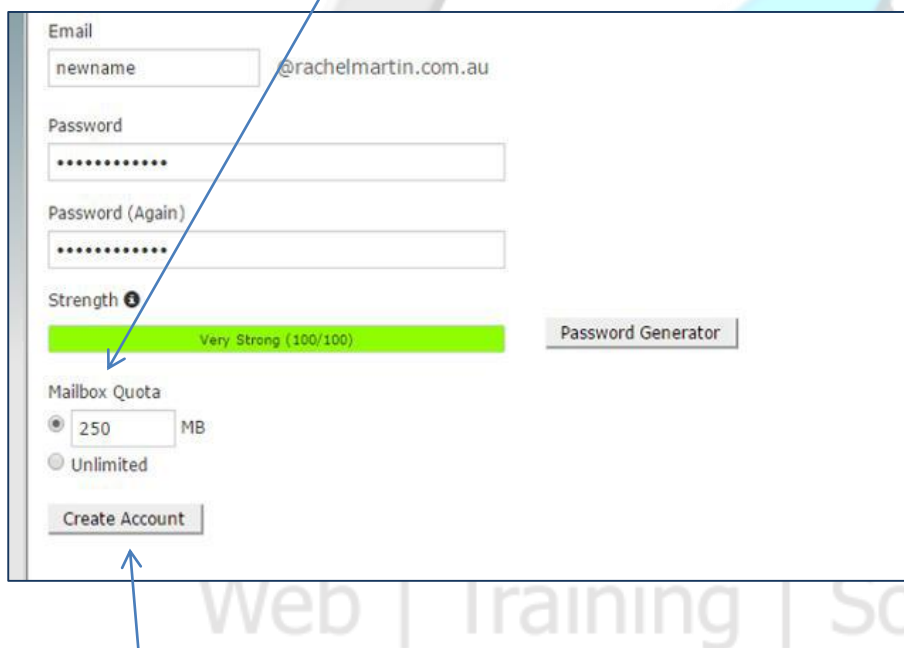 Email
newname @rachelmartin.com.au
Password
••••••••••••
Password (Again)
••••••••••••
Strength
Very Strong (100/100) Password Generator
Mailbox Quota
250 MB
Unlimited
Create Account
Web | Training |